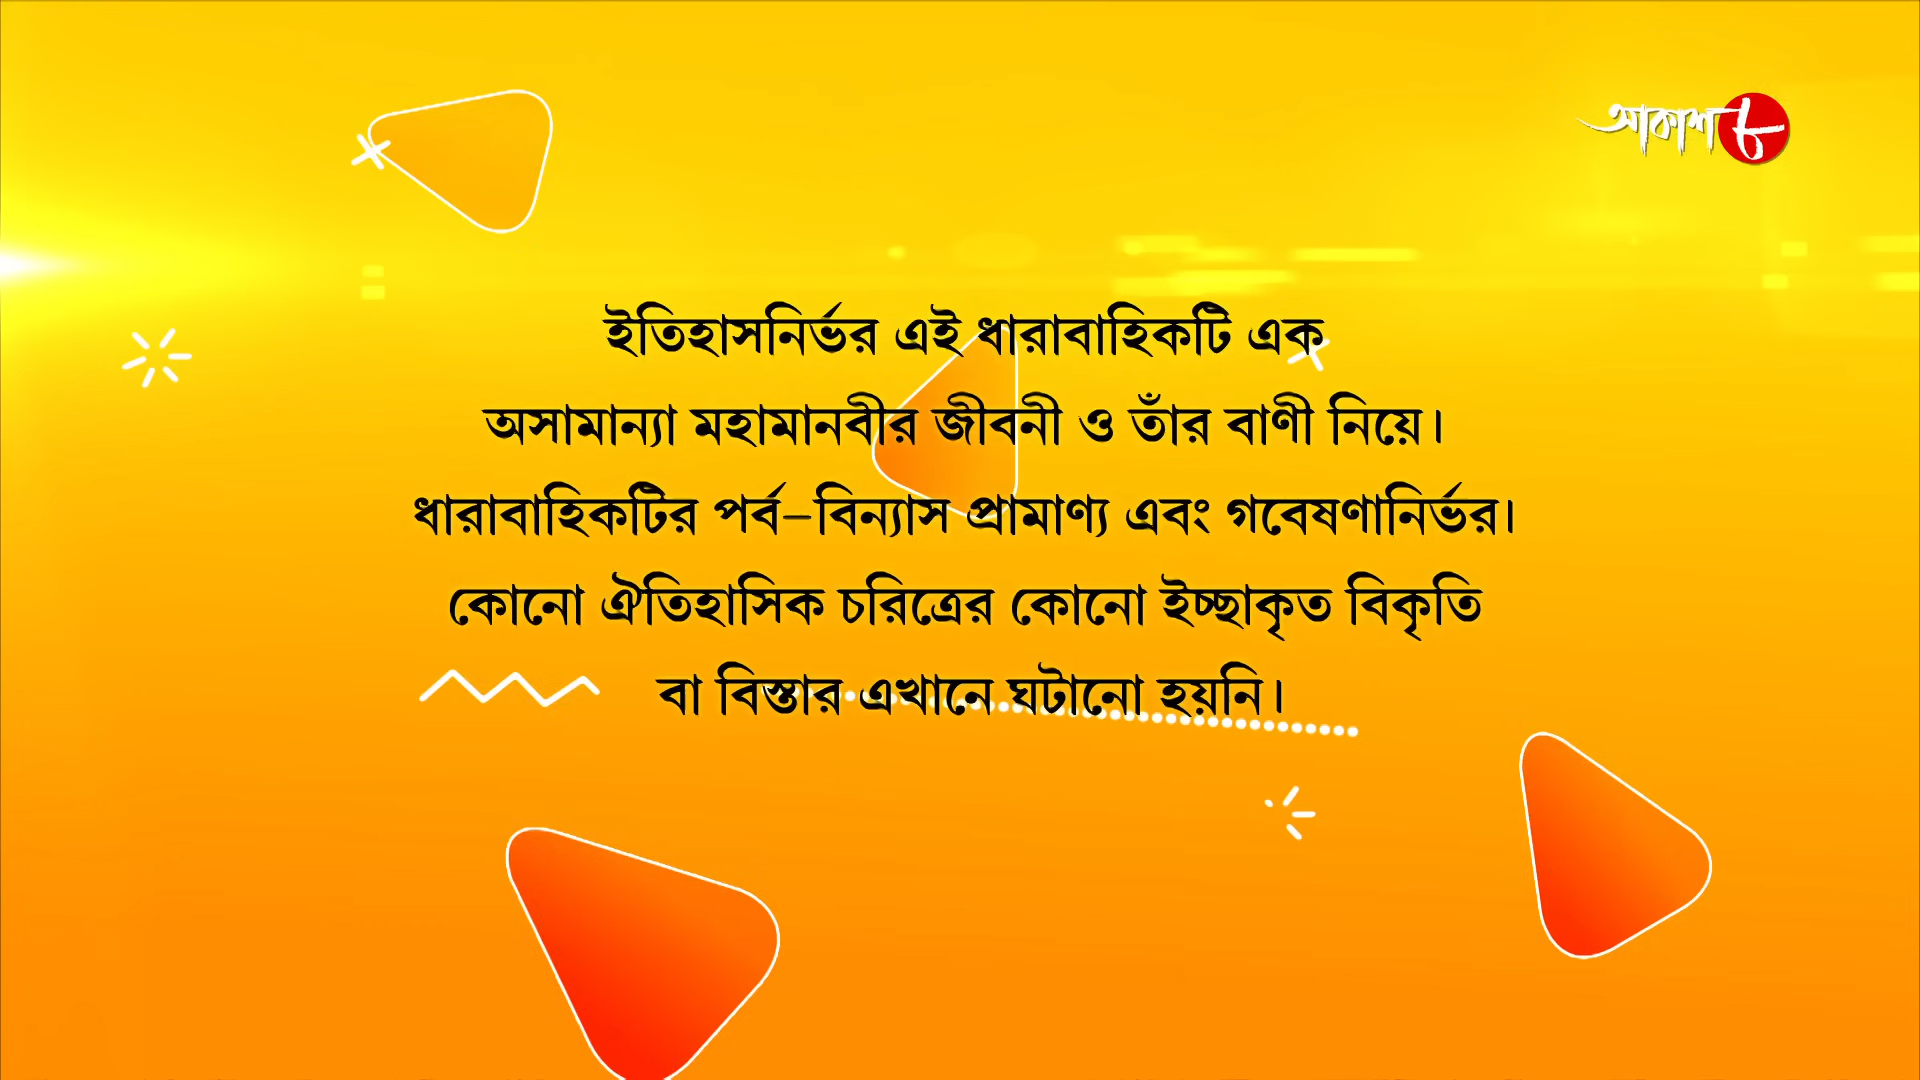 আকাশ ৮
ইতিহাসনির্ভর এই ধারাবাহিকটি এক
অসামান্যা মহামানবীর জীবনী ও তাঁর বাণী নিয়ে।
ধারাবাহিকটির পর্ব-বিন্যাস প্রামাণ্য এবং গবেষণানির্ভর।
কোনো ঐতিহাসিক চরিত্রের কোনো ইচ্ছাকৃত বিকৃতি
বা বিস্তার এখানে ঘটানো হয়নি।